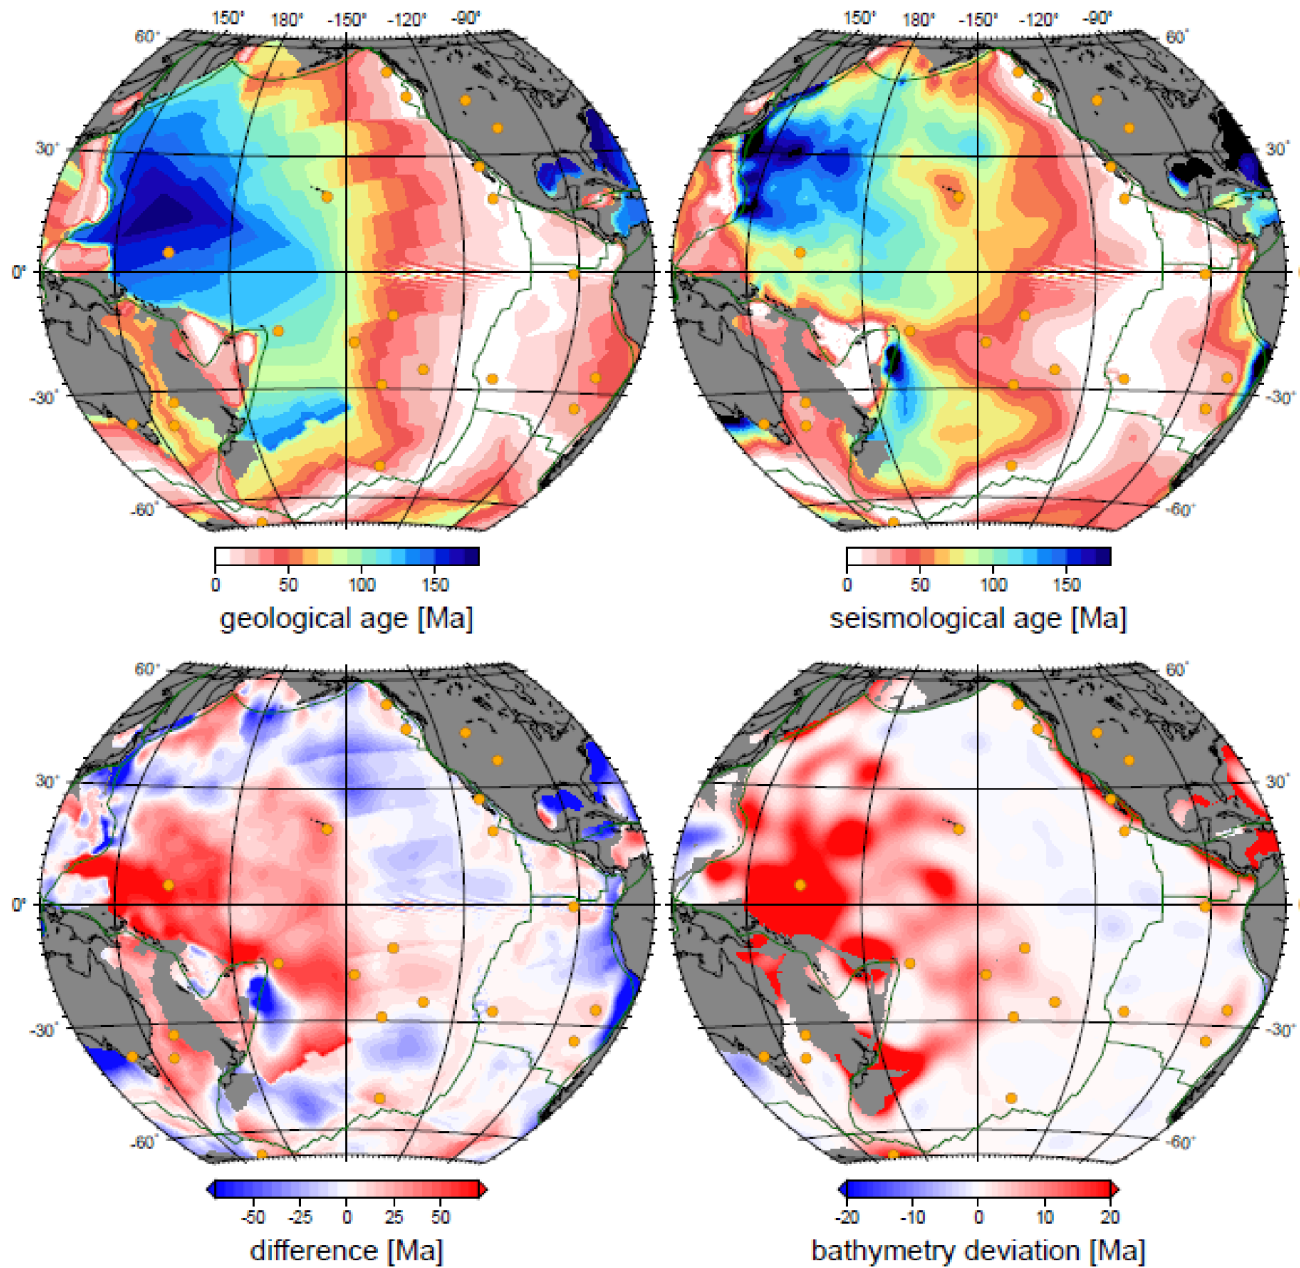 150° 180° -150° -120° -90° 150° 180° -150° -120° -90°
60° 60°
30° 30°
0° 0
-30° -30°
-60° -60°
0 50 100 150 0 50 100 150
geological age [Ma] seismological age [Ma]
60° 60°
30° 30°
0° 0
-30° -30°
-60° -60°
-50 -25 0 25 50 -20 -10 0 10 20
difference [Ma] bathymetry deviation [Ma]